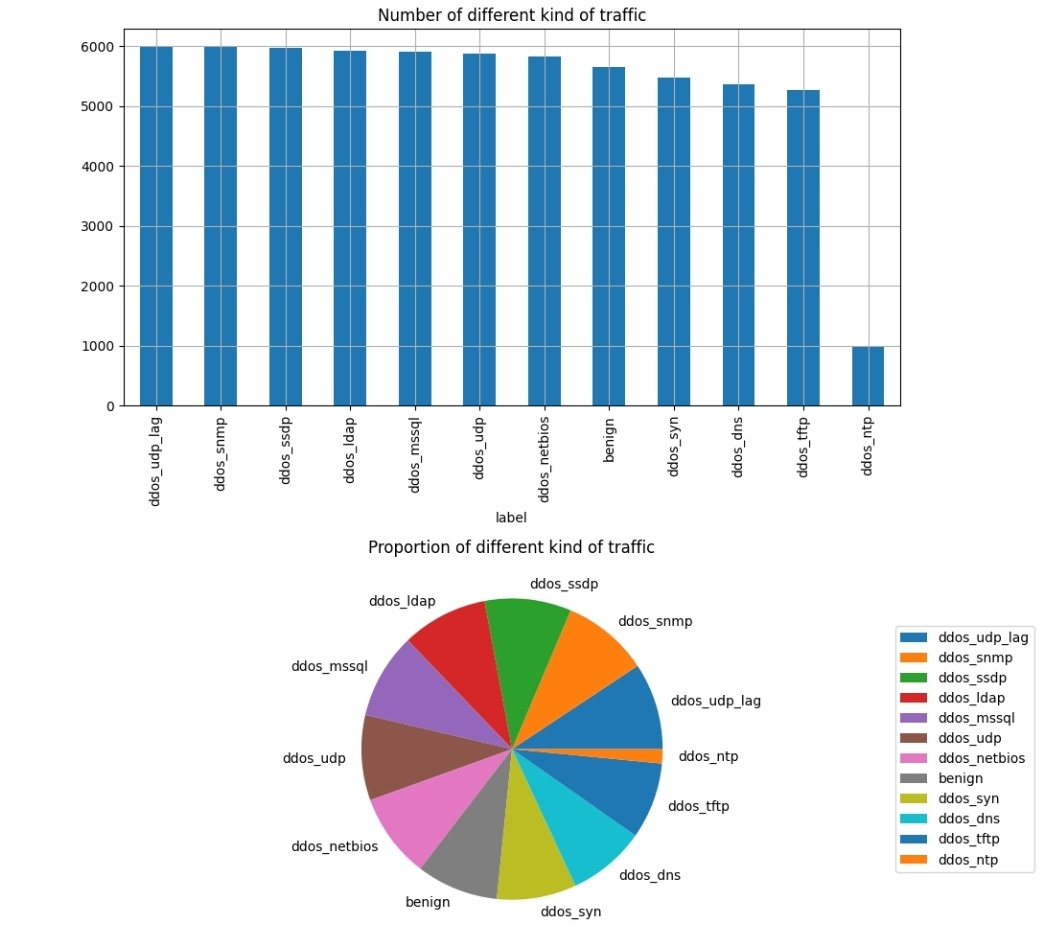 Number of different kind of traffic
6000
5000
4000
3000
2000
1000
0
ddos_udp_lag
ddos_snmp
ddos_ssdp
ddos_ldap
ddos_mssql
ddos_udp
ddos_netbios
benign
ddos_syn
ddos_dns
ddos_tftp
ddos_ntp
label
Proportion of different kind of traffic
ddos_ssdp
ddos_ldap
ddos_snmp
ddos_mssql
ddos_udp_lag
ddos_udp
ddos_ntp
ddos_tftp
ddos_netbios
ddos_dns
benign
ddos_syn
ddos_udp_lag
ddos_snmp
ddos_ssdp
ddos_ldap
ddos_mssql
ddos_udp
ddos_netbios
benign
ddos_syn
ddos_dns
ddos_tftp
ddos_ntp